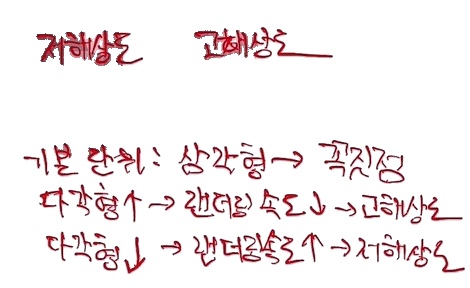 저해상도 고해상도
기본 단위 : 삼각형 → 꼭짓점
다각형↑ → 랜더링 속도↓ → 고해상도
다각형↓ → 랜더링속도↑ → 저해상도